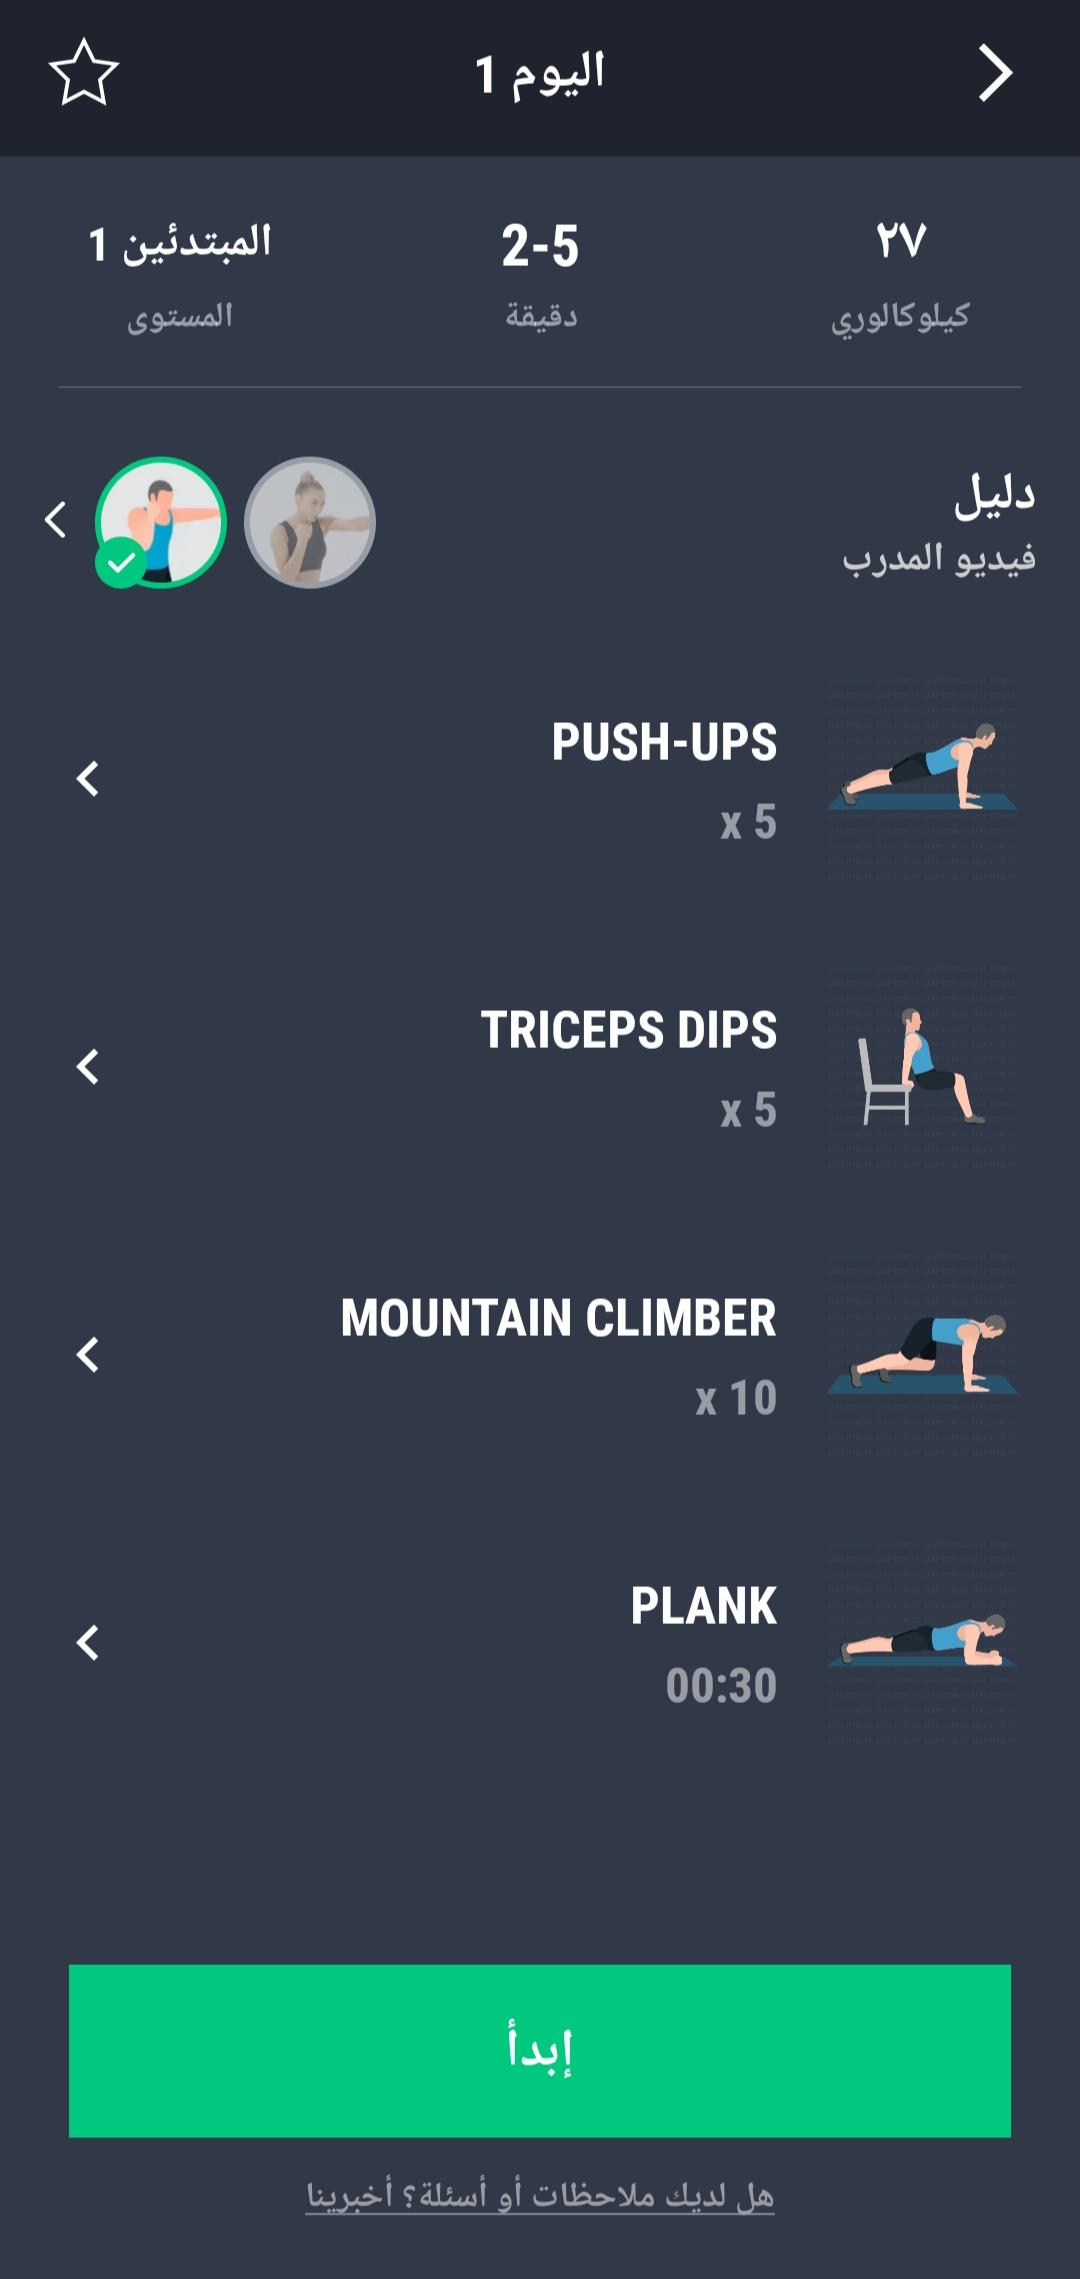 اليوم 1
٢٧
كيلوكالوري
2-5
دقيقة
المبتدئين 1
المستوى
دليل
فيديو المدرب
PUSH-UPS
x 5
TRICEPS DIPS
x 5
MOUNTAIN CLIMBER
x 10
PLANK
00:30
إبدأ
هل لديك ملاحظات أو أسئلة؟ أخبرينا